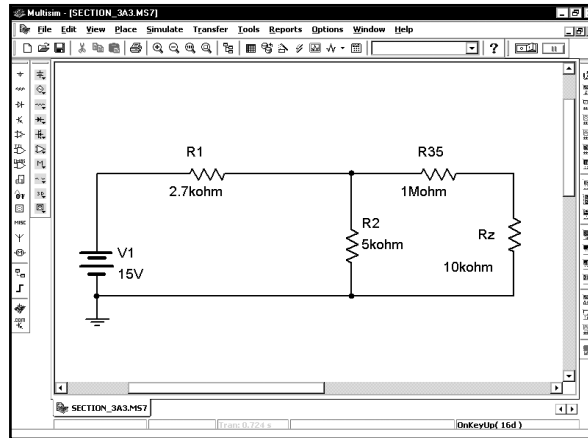 Multisim - [SECTION_3A3.MS7]
File Edit View Place Simulate Transfer Tools Reports Options Window Help
R1
2.7kohm
R35
1Mohm
R2
5kohm
Rz
10kohm
V1
15V
MISC
SECTION_3A3.MS7
Tran: 0.724 s
OnKeyUp( 16d )